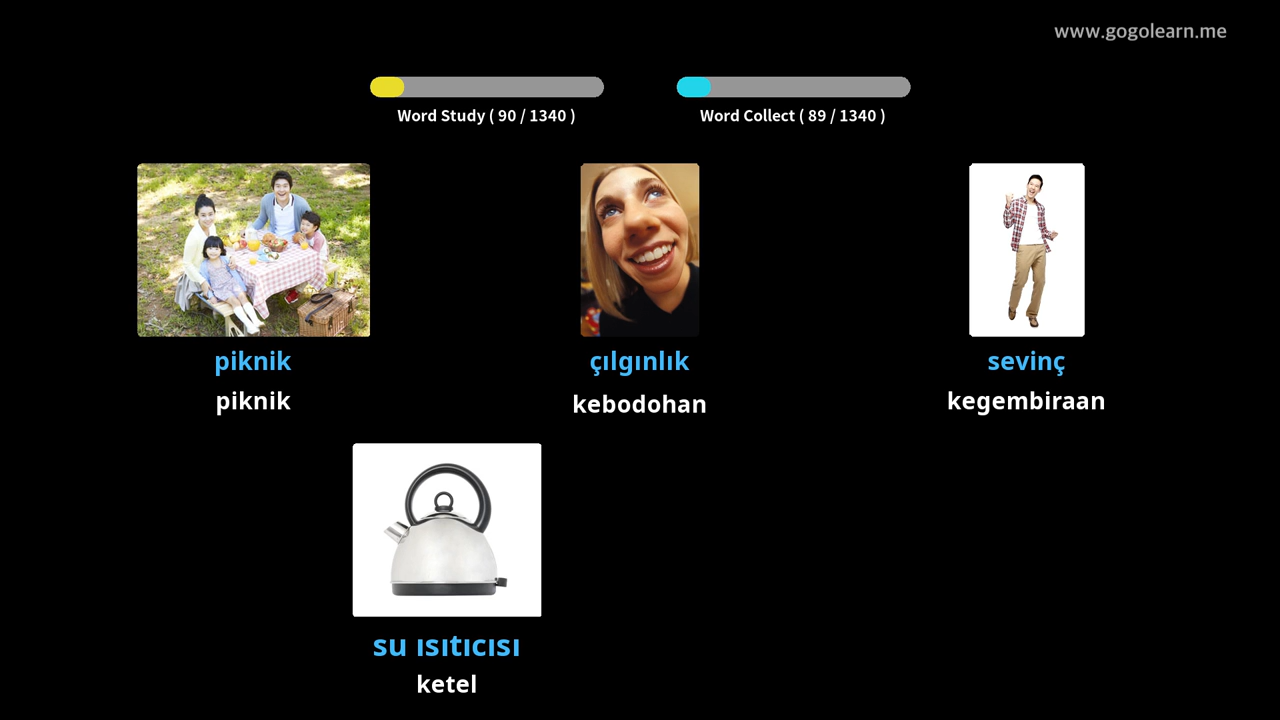 www.gogolearn.me
Word Study ( 90 / 1340 )
Word Collect ( 89 / 1340 )
piknik
piknik
çılgınlık
kebodohan
sevinç
kegembiraan
su ısıtıcısı
ketel